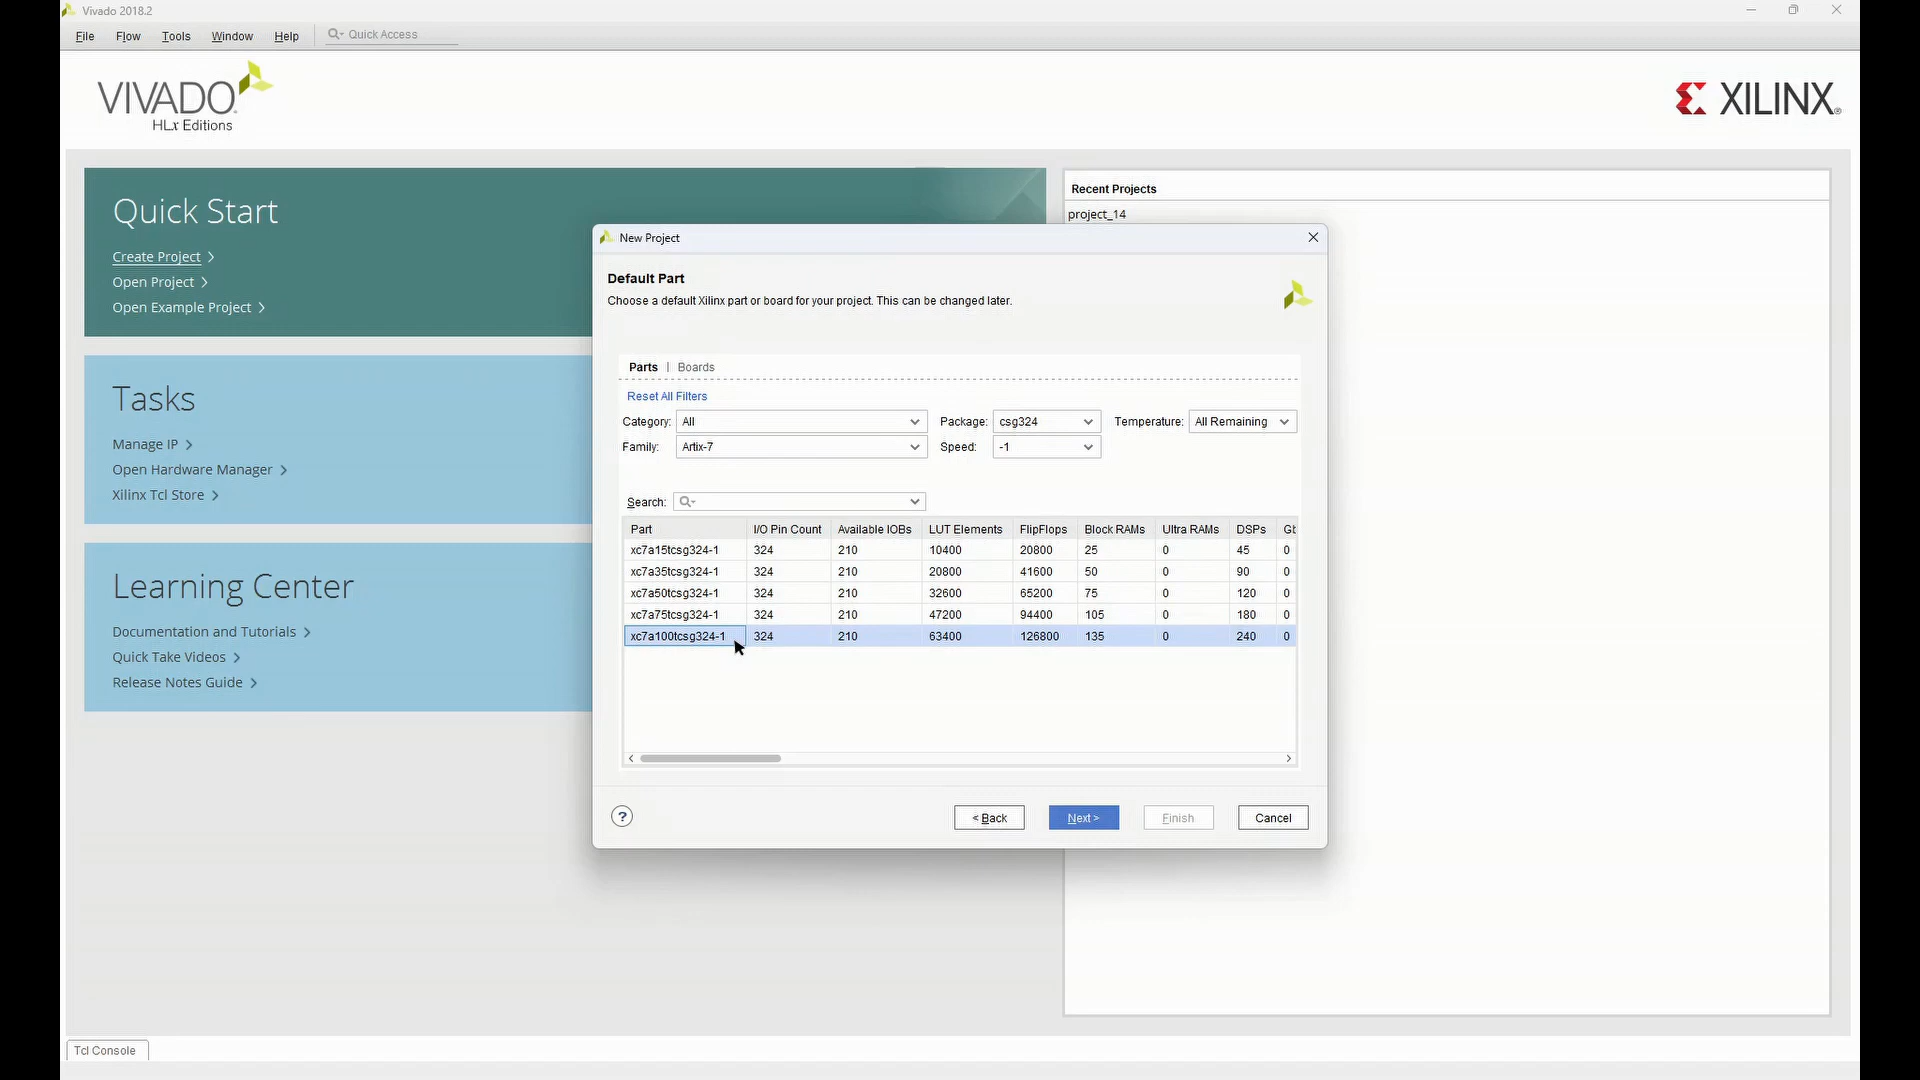 Vivado 2018.2
File Flow Tools Window Help Quick Access
VIVADO
HLx Editions
XILINX
Quick Start
Create Project >
Open Project >
Open Example Project >
Tasks
Manage IP >
Open Hardware Manager >
Xilinx Tcl Store >
Learning Center
Documentation and Tutorials >
Quick Take Videos >
Release Notes Guide >
Recent Projects
project_14
New Project
Default Part
Choose a default Xilinx part or board for your project. This can be changed later.
Parts | Boards
Reset All Filters
Category: All Package: csg324 Temperature: All Remaining
Family: Artix-7 Speed: -1
Search:
Part I/O Pin Count Available IOBs LUT Elements FlipFlops Block RAMs Ultra RAMs DSPs Gt
xc7a15tcsg324-1 324 210 10400 20800 25 0 45 0
xc7a35tcsg324-1 324 210 20800 41600 50 0 90 0
xc7a50tcsg324-1 324 210 32600 65200 75 0 120 0
xc7a75tcsg324-1 324 210 47200 94400 105 0 180 0
xc7a100tcsg324-1 324 210 63400 126800 135 0 240 0
? < Back Next > Finish Cancel
Tcl Console